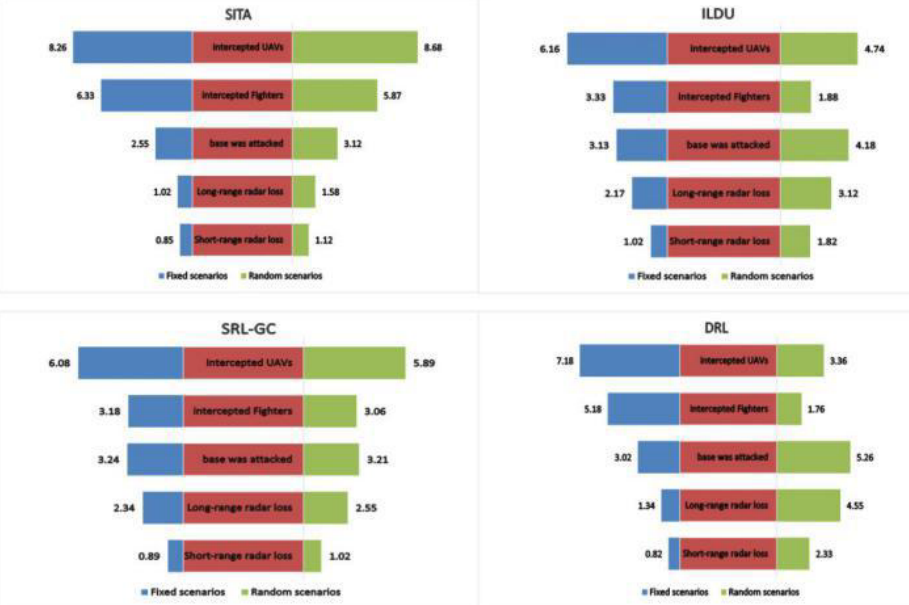 SITA
8.26 intercepted UAVs 8.68
6.33 intercepted Fighters 5.87
2.55 base was attacked 3.12
1.02 Long-range radar loss 1.58
0.85 Short-range radar loss 1.12
Fixed scenarios Random scenarios
ILDU
6.16 intercepted UAVs 4.74
3.33 intercepted Fighters 1.88
3.13 base was attacked 4.18
2.17 Long-range radar loss 3.12
1.02 Short-range radar loss 1.82
Fixed scenarios Random scenarios
SRL-GC
6.08 intercepted UAVs 5.89
3.18 intercepted Fighters 3.06
3.24 base was attacked 3.21
2.34 Long-range radar loss 2.55
0.89 Short-range radar loss 1.02
Fixed scenarios Random scenarios
DRL
7.18 intercepted UAVs 3.36
5.18 intercepted Fighters 1.76
3.02 base was attacked 5.26
1.34 Long-range radar loss 4.55
0.82 Short-range radar loss 2.33
Fixed scenarios Random scenarios